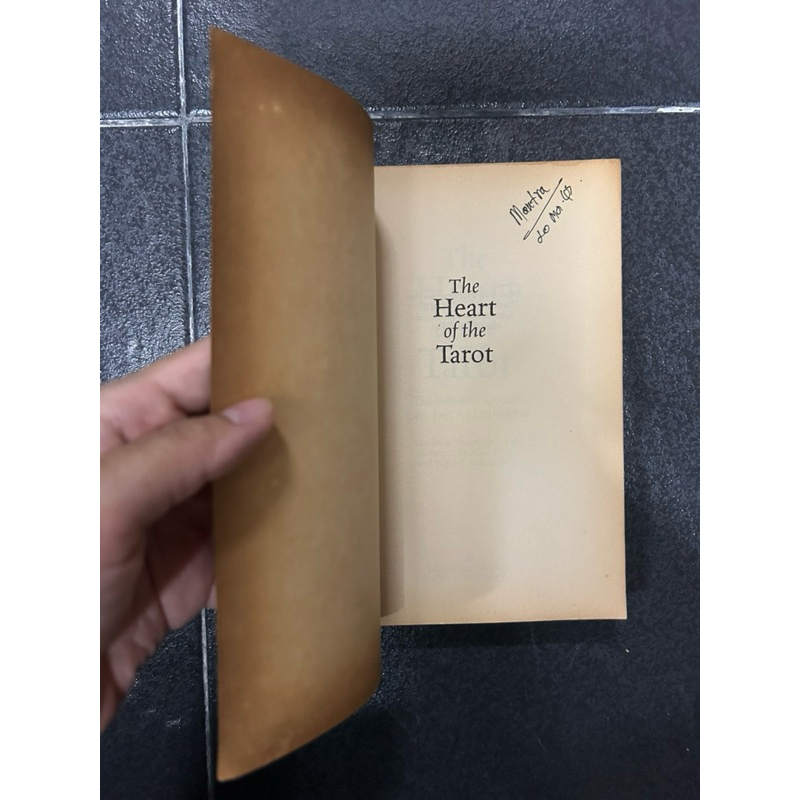 Mantra
The
Heart
of the
Tarot